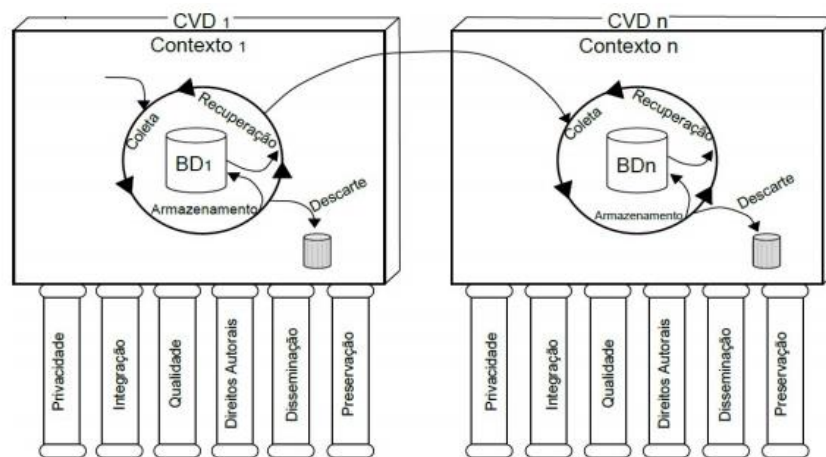 CVD 1
Contexto 1
Coleta
Recuperação
BD1
Armazenamento
Descarte
Privacidade
Integração
Qualidade
Direitos Autorais
Disseminação
Preservação
CVD n
Contexto n
Coleta
Recuperação
BDn
Armazenamento
Descarte
Privacidade
Integração
Qualidade
Direitos Autorais
Disseminação
Preservação